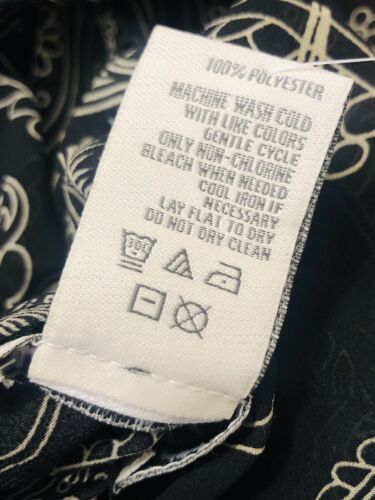 100% POLYESTER
MACHINE WASH COLD
WITH LIKE COLORS
GENTLE CYCLE
ONLY NON-CHLORINE
BLEACH WHEN NEEDED
COOL IRON IF
NECESSARY
LAY FLAT TO DRY
DO NOT DRY CLEAN